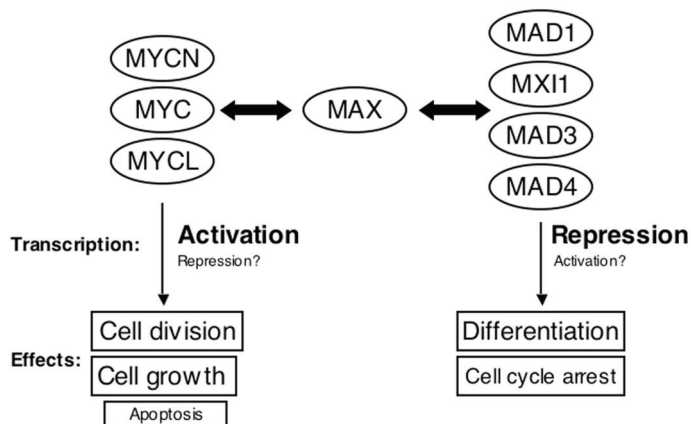 MYCN
MYC
MYCL
MAX
MAD1
MXI1
MAD3
MAD4
Transcription:
Activation
Repression?
Repression
Activation?
Effects:
Cell division
Cell growth
Apoptosis
Differentiation
Cell cycle arrest